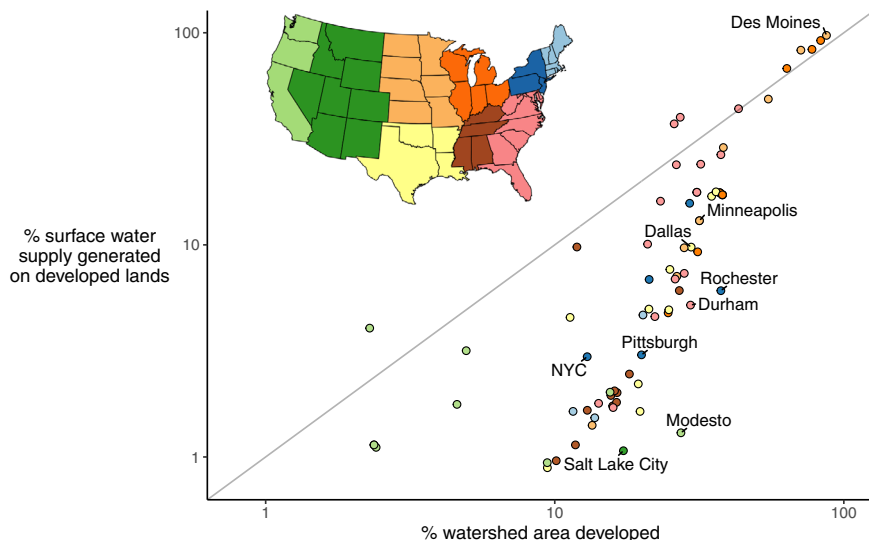 100
Des Moines
% surface water
supply generated
on developed lands
Minneapolis
Dallas
10
Rochester
Durham
Pittsburgh
NYC
Modesto
1
Salt Lake City
1
10
100
% watershed area developed